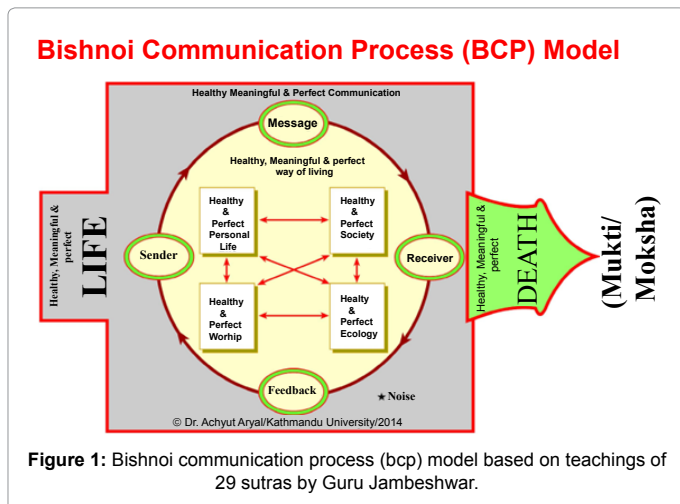 Bishnoi Communication Process (BCP) Model
Healthy Meaningful & Perfect Communication
Message
Healthy, Meaningful & perfect
way of living
Healthy, Meaningful &
perfect
LIFE
Sender
Healthy
&
Perfect
Personal
Life
Healthy
&
Perfect
Society
Receiver
Healthy
&
Perfect
Worhip
Ecalty
&
Perfect
Ecology
Healthy, Meaningful &
perfect
DEATH
(Mukti/
Moksha)
Feedback
★Noise
© Dr. Achyut Aryal/Kathmandu University/2014
Figure 1: Bishnoi communication process (bcp) model based on teachings of
29 sutras by Guru Jambeshwar.